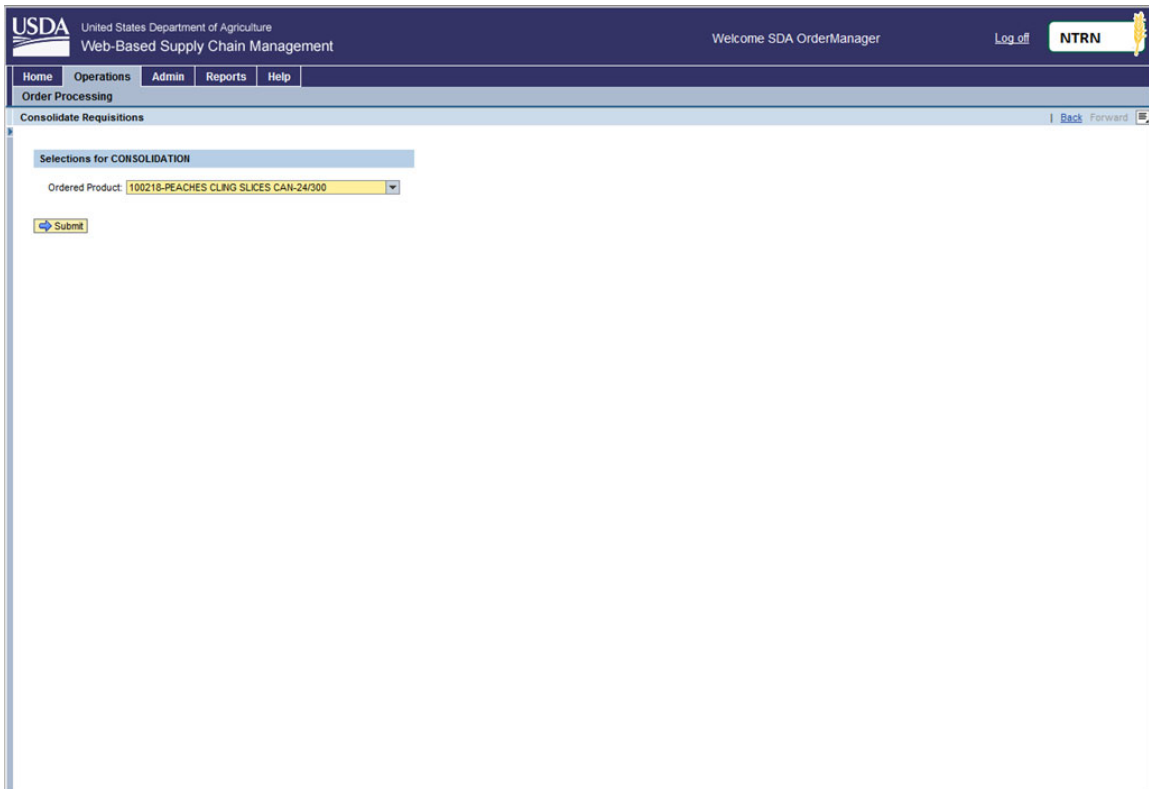 USDA United States Department of Agriculture
Web-Based Supply Chain Management
Welcome SDA OrderManager
Log off
NTRN
Home Operations Admin Reports Help
Order Processing
Consolidate Requisitions
| Back Forward
Selections for CONSOLIDATION
Ordered Product: 100218-PEACHES CLING SLICES CAN-24/300
Submit